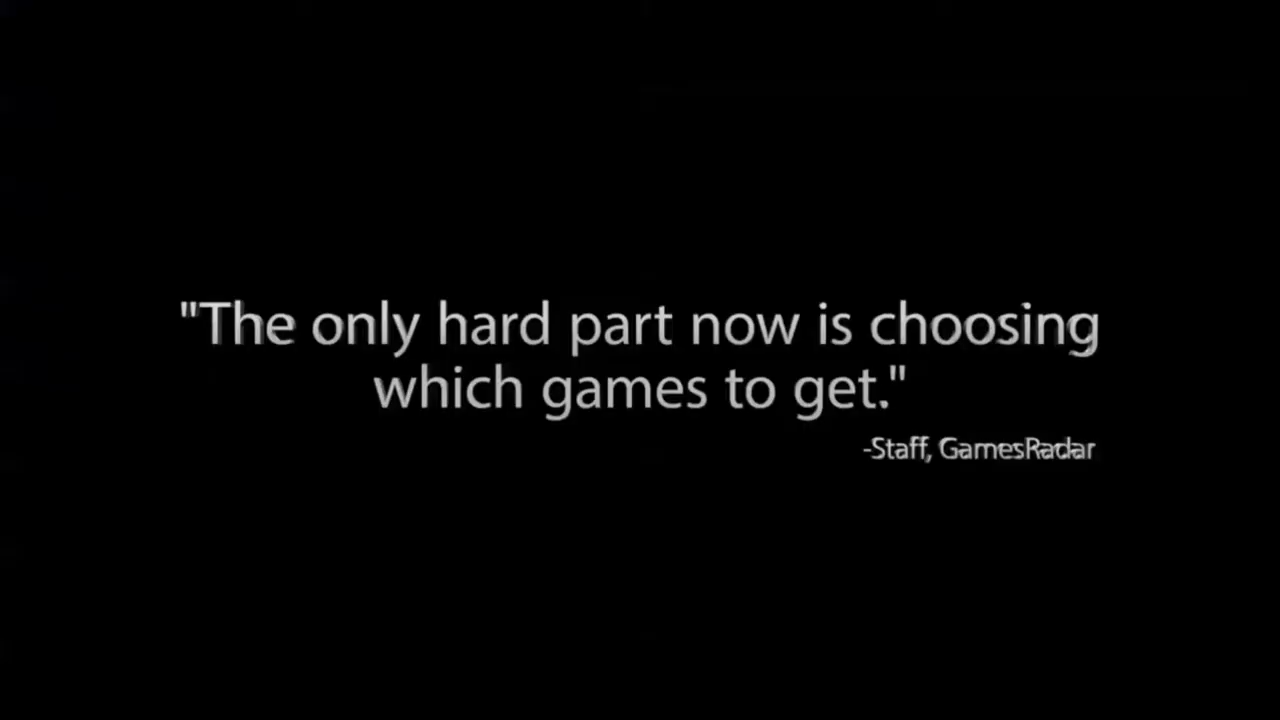 "The only hard part now is choosing
which games to get."
-Staff, GamesRadar